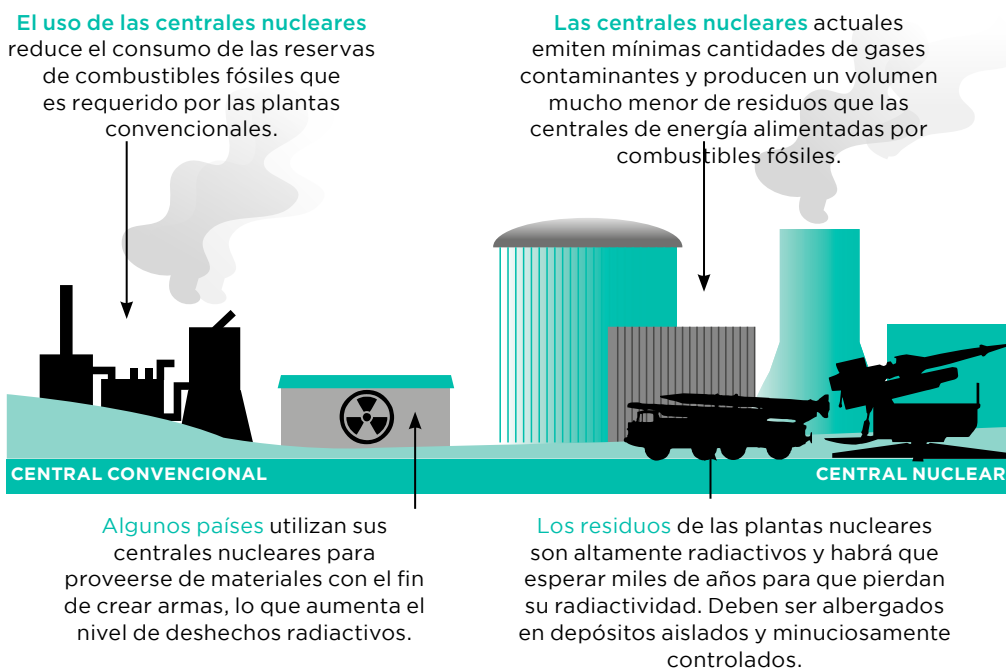 El uso de las centrales nucleares
reduce el consumo de las reservas
de combustibles fósiles que
es requerido por las plantas
convencionales.
Las centrales nucleares actuales
emiten mínimas cantidades de gases
contaminantes y producen un volumen
mucho menor de residuos que las
centrales de energía alimentadas por
combustibles fósiles.
CENTRAL CONVENCIONAL
CENTRAL NUCLEAR
Algunos países utilizan sus
centrales nucleares para
proveerse de materiales con el fin
de crear armas, lo que aumenta el
nivel de deshechos radiactivos.
Los residuos de las plantas nucleares
son altamente radiactivos y habrá que
esperar miles de años para que pierdan
su radiactividad. Deben ser albergados
en depósitos aislados y minuciosamente
controlados.